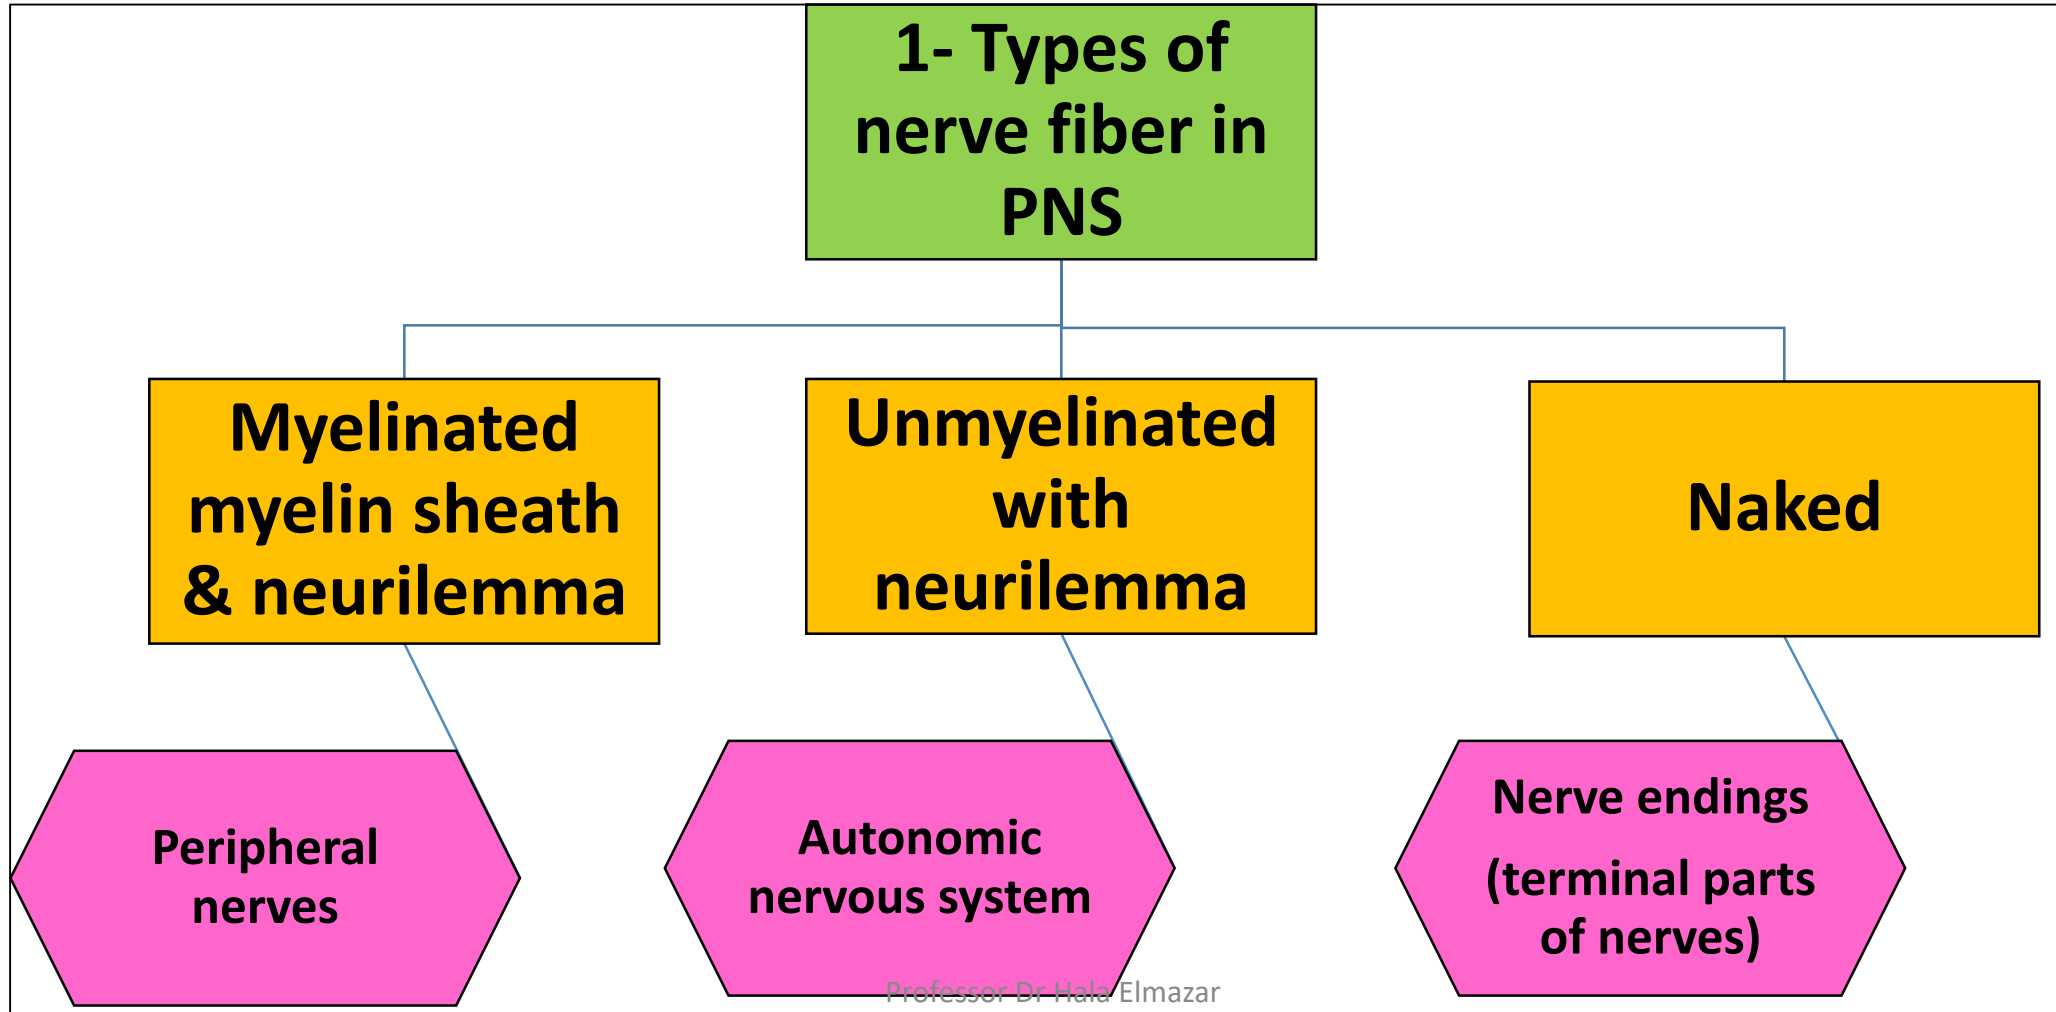 1- Types of
nerve fiber in
PNS
Myelinated
myelin sheath
& neurilemma
Unmyelinated
with
neurilemma
Naked
Peripheral
nerves
Autonomic
nervous system
Nerve endings
(terminal parts
of nerves)
Professor Dr Hala Elmazar